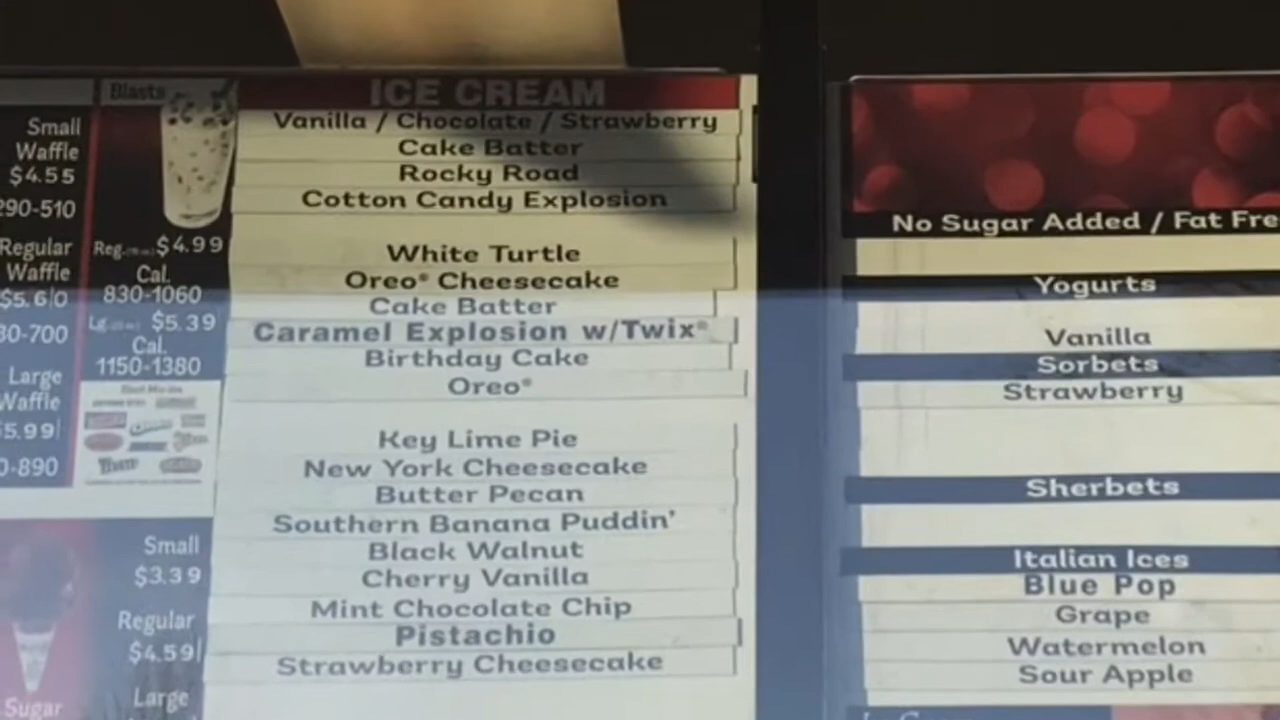 Small
Waffle
$4.55
290-510
Regular
Waffle
$5.60
30-700
Large
Waffle
5.99
0-890
Blasts
Reg. $4.99
Cal.
830-1060
Lg. $5.39
Cal.
1150-1380
Small
$3.39
Regular
$4.59
Large
Sugar
ICE CREAM
Vanilla / Chocolate / Strawberry
Cake Batter
Rocky Road
Cotton Candy Explosion
White Turtle
Oreo® Cheesecake
Cake Batter
Caramel Explosion w/Twix®
Birthday Cake
Oreo®
Key Lime Pie
New York Cheesecake
Butter Pecan
Southern Banana Puddin'
Black Walnut
Cherry Vanilla
Mint Chocolate Chip
Pistachio
Strawberry Cheesecake
No Sugar Added / Fat Fre
Yogurts
Vanilla
Sorbets
Strawberry
Sherbets
Italian Ices
Blue Pop
Grape
Watermelon
Sour Apple